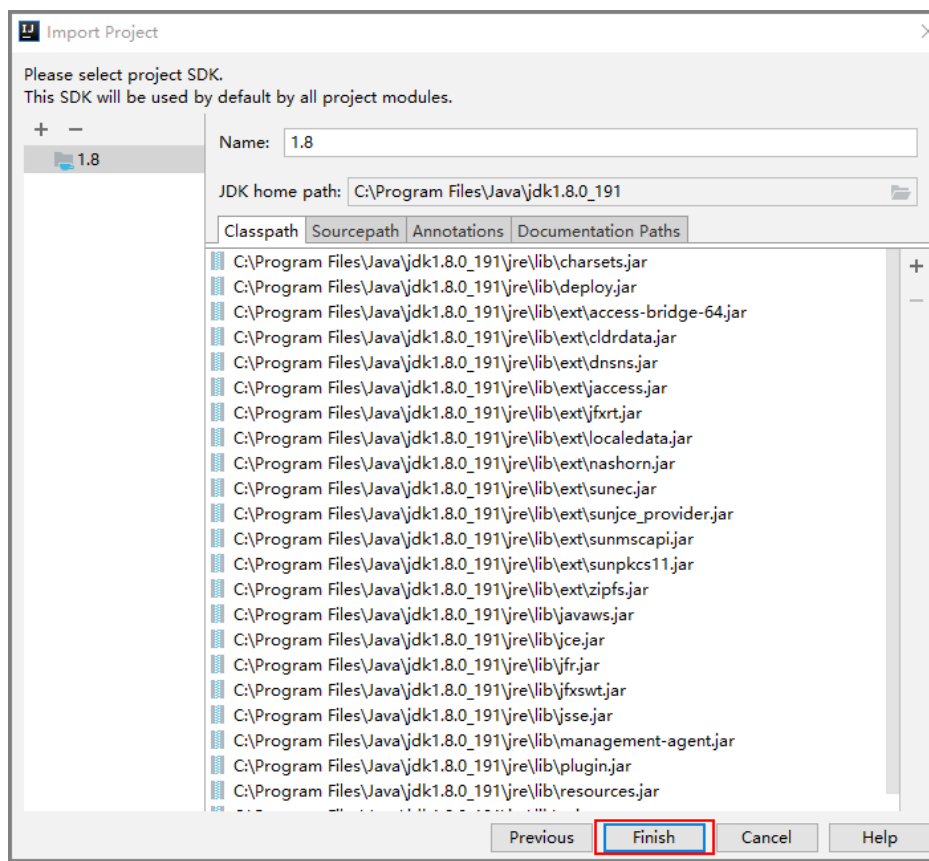 Import Project
Please select project SDK.
This SDK will be used by default by all project modules.
1.8
Name: 1.8
JDK home path: C:\Program Files\Java\jdk1.8.0_191
Classpath Sourcepath Annotations Documentation Paths
C:\Program Files\Java\jdk1.8.0_191\jre\lib\charsets.jar
C:\Program Files\Java\jdk1.8.0_191\jre\lib\deploy.jar
C:\Program Files\Java\jdk1.8.0_191\jre\lib\ext\access-bridge-64.jar
C:\Program Files\Java\jdk1.8.0_191\jre\lib\ext\cldrdata.jar
C:\Program Files\Java\jdk1.8.0_191\jre\lib\ext\dnsns.jar
C:\Program Files\Java\jdk1.8.0_191\jre\lib\ext\jaccess.jar
C:\Program Files\Java\jdk1.8.0_191\jre\lib\ext\jfxrt.jar
C:\Program Files\Java\jdk1.8.0_191\jre\lib\ext\localedata.jar
C:\Program Files\Java\jdk1.8.0_191\jre\lib\ext\nashorn.jar
C:\Program Files\Java\jdk1.8.0_191\jre\lib\ext\sunec.jar
C:\Program Files\Java\jdk1.8.0_191\jre\lib\ext\sunjce_provider.jar
C:\Program Files\Java\jdk1.8.0_191\jre\lib\ext\sunmscapi.jar
C:\Program Files\Java\jdk1.8.0_191\jre\lib\ext\sunpkcs11.jar
C:\Program Files\Java\jdk1.8.0_191\jre\lib\ext\zipfs.jar
C:\Program Files\Java\jdk1.8.0_191\jre\lib\javaws.jar
C:\Program Files\Java\jdk1.8.0_191\jre\lib\jce.jar
C:\Program Files\Java\jdk1.8.0_191\jre\lib\jfr.jar
C:\Program Files\Java\jdk1.8.0_191\jre\lib\jfxswt.jar
C:\Program Files\Java\jdk1.8.0_191\jre\lib\jsse.jar
C:\Program Files\Java\jdk1.8.0_191\jre\lib\management-agent.jar
C:\Program Files\Java\jdk1.8.0_191\jre\lib\plugin.jar
C:\Program Files\Java\jdk1.8.0_191\jre\lib\resources.jar
Previous Finish Cancel Help